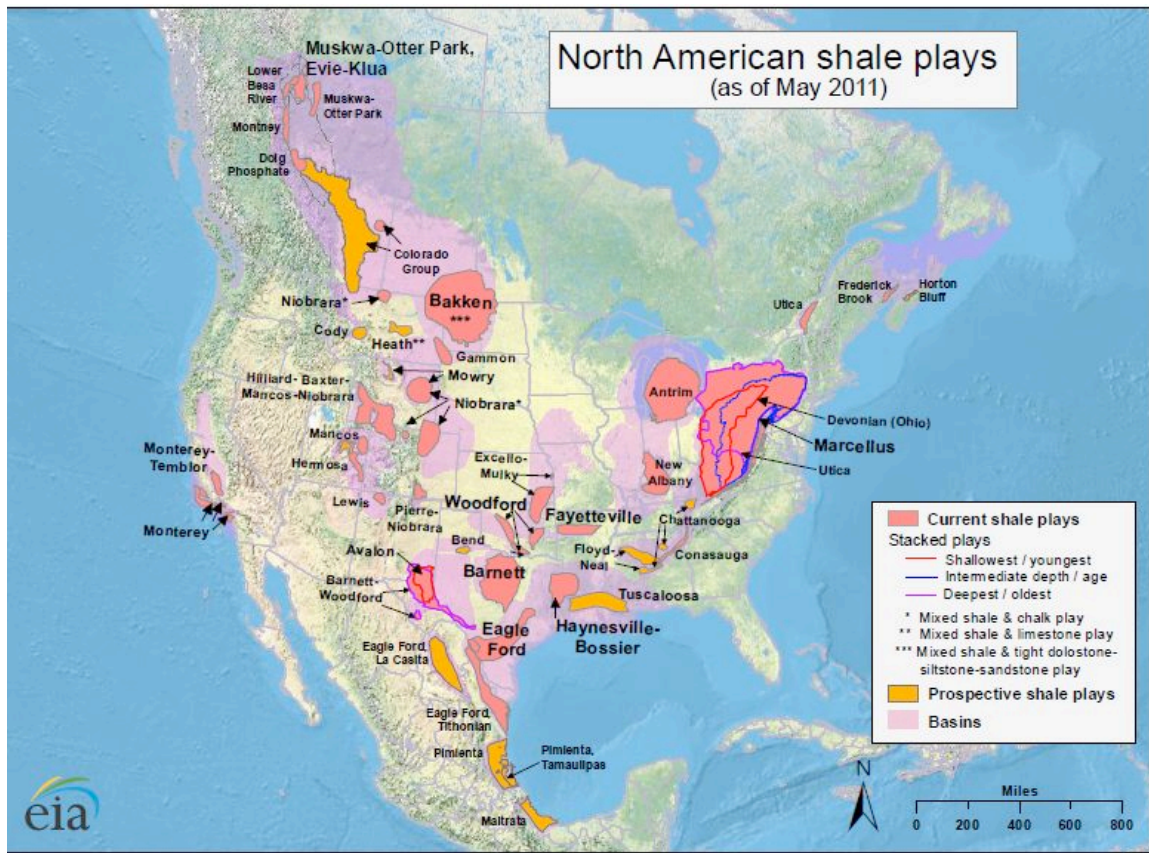 North American shale plays
(as of May 2011)
Muskwa-Otter Park,
Evie-Klua
Lower
Besa
River
Muskwa-
Otter Park
Montney
Doig
Phosphate
Colorado
Group
Niobrara*
Bakken
***
Cody
Heath**
Gammon
Mowry
Hilliard-Baxter-
Mancos-Niobrara
Niobrara*
Mancos
Hermosa
Monterey-
Temblor
Monterey
Lewis
Pierre-
Niobrara
Excello-
Mulky
Woodford
Fayetteville
New
Albany
Antrim
Utica
Frederick
Brook
Horton
Bluff
Devonian (Ohio)
Marcellus
Utica
Chattanooga
Conasauga
Floyd-
Neal
Tuscaloosa
Bend
Avalon
Barnett
Barnett-
Woodford
Eagle
Ford
Haynesville-
Bossier
Eagle Ford,
La Casita
Eagle Ford,
Tithonian
Pimienta
Pimienta,
Tamaulipas
Maltrata
Current shale plays
Stacked plays
Shallowest / youngest
Intermediate depth / age
Deepest / oldest
* Mixed shale & chalk play
** Mixed shale & limestone play
*** Mixed shale & tight dolostone-
siltstone-sandstone play
Prospective shale plays
Basins
N
Miles
0 200 400 600 800
eia